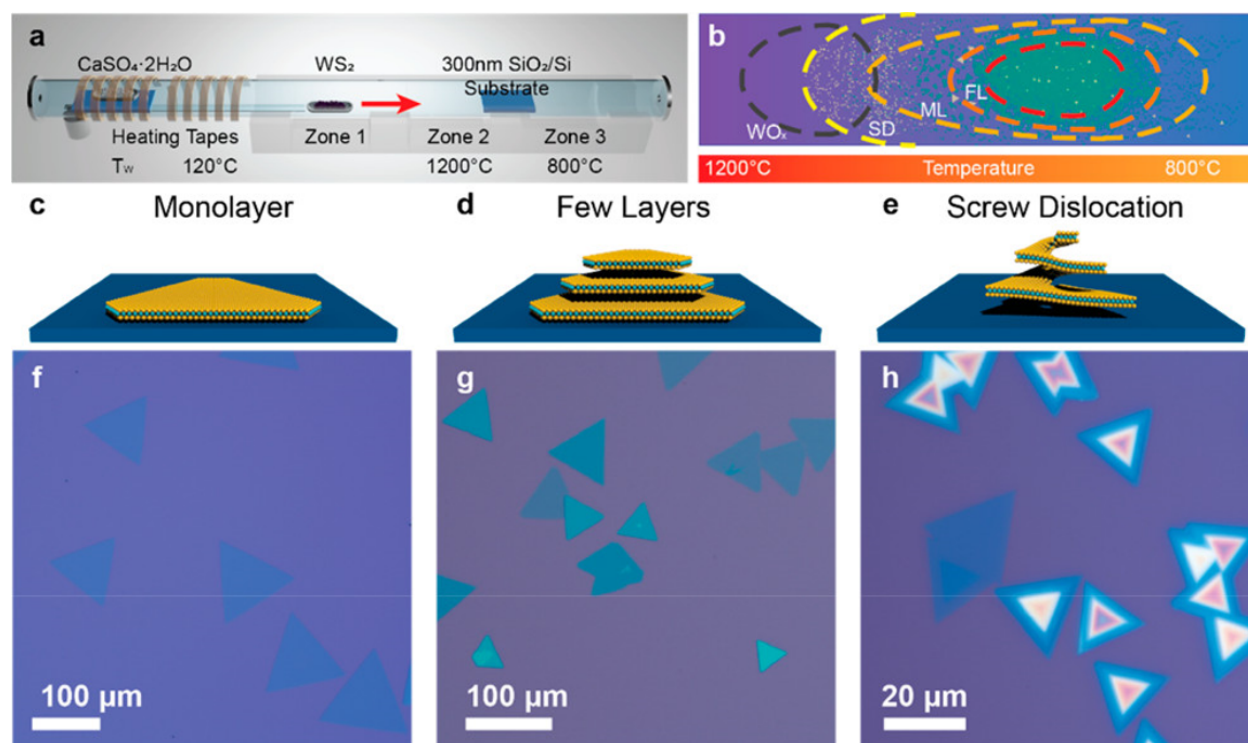 a
CaSO₄·2H₂O
WS₂
300nm SiO₂/Si
Substrate
Heating Tapes
Zone 1
Zone 2
Zone 3
Tw
120°C
1200°C
800°C
b
WOₓ
SD
ML
FL
1200°C
Temperature
800°C
c
Monolayer
d
Few Layers
e
Screw Dislocation
f
100 μm
g
100 μm
h
20 μm